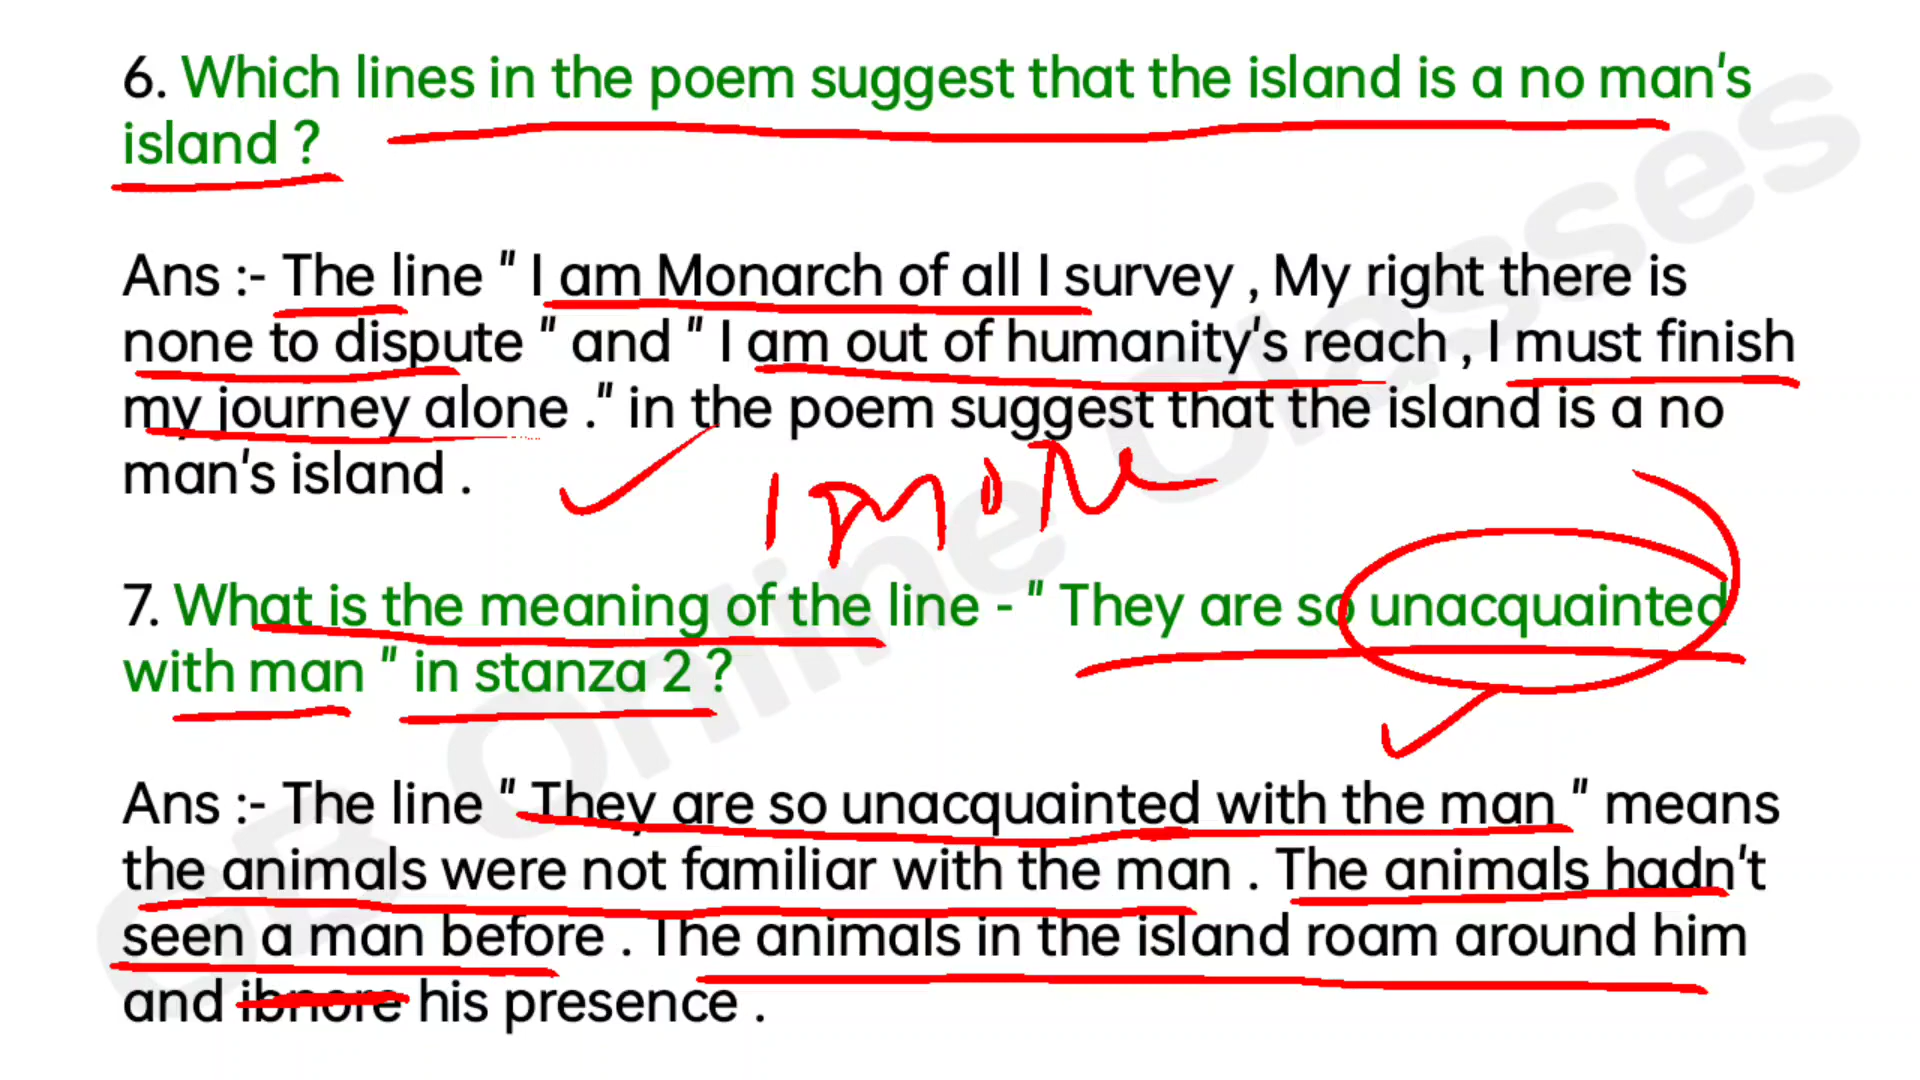 6. Which lines in the poem suggest that the island is a no man's
island ?
Ans :- The line " I am Monarch of all I survey , My right there is
none to dispute " and " I am out of humanity's reach , I must finish
my journey alone ." in the poem suggest that the island is a no
man's island .
7. What is the meaning of the line - " They are so unacquainted
with man " in stanza 2 ?
Ans :- The line " They are so unacquainted with the man " means
the animals were not familiar with the man . The animals hadn't
seen a man before . The animals in the island roam around him
and ibnore his presence .
GB Online Classes